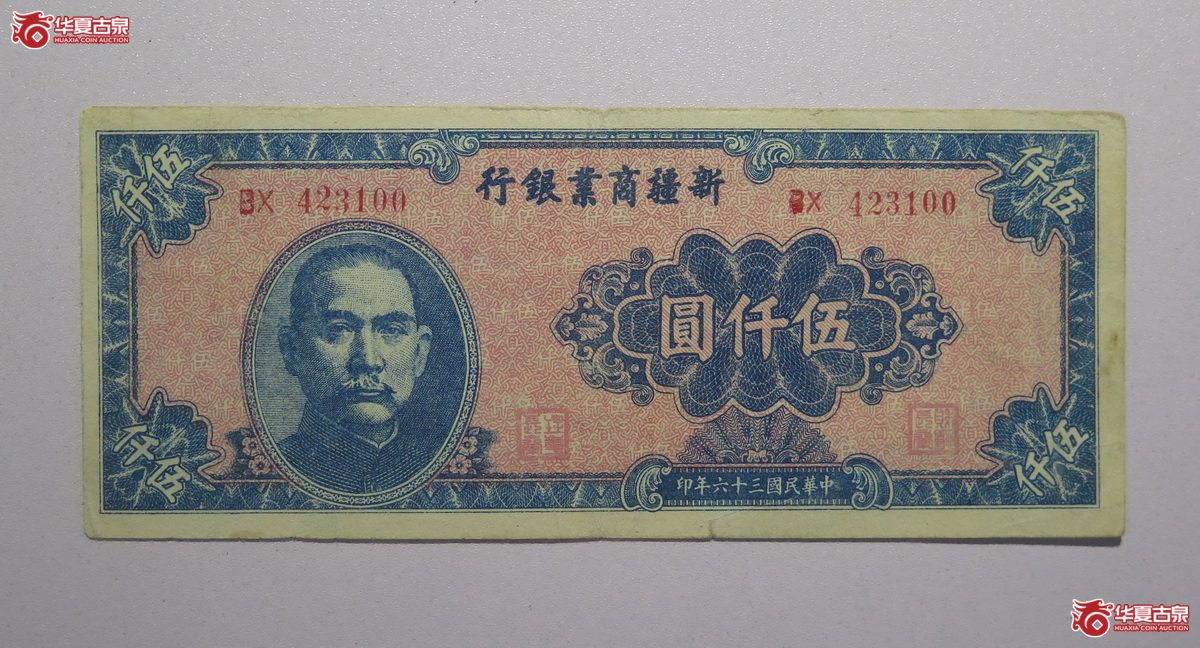 华夏古泉
HUAXIA COIN AUCTION
伍仟
伍仟
新疆商業銀行
BX 423100
X 423100
伍仟圓
伍仟
伍仟
中華民國三十六年印
华夏古泉
HUAXIA COIN AUCTION